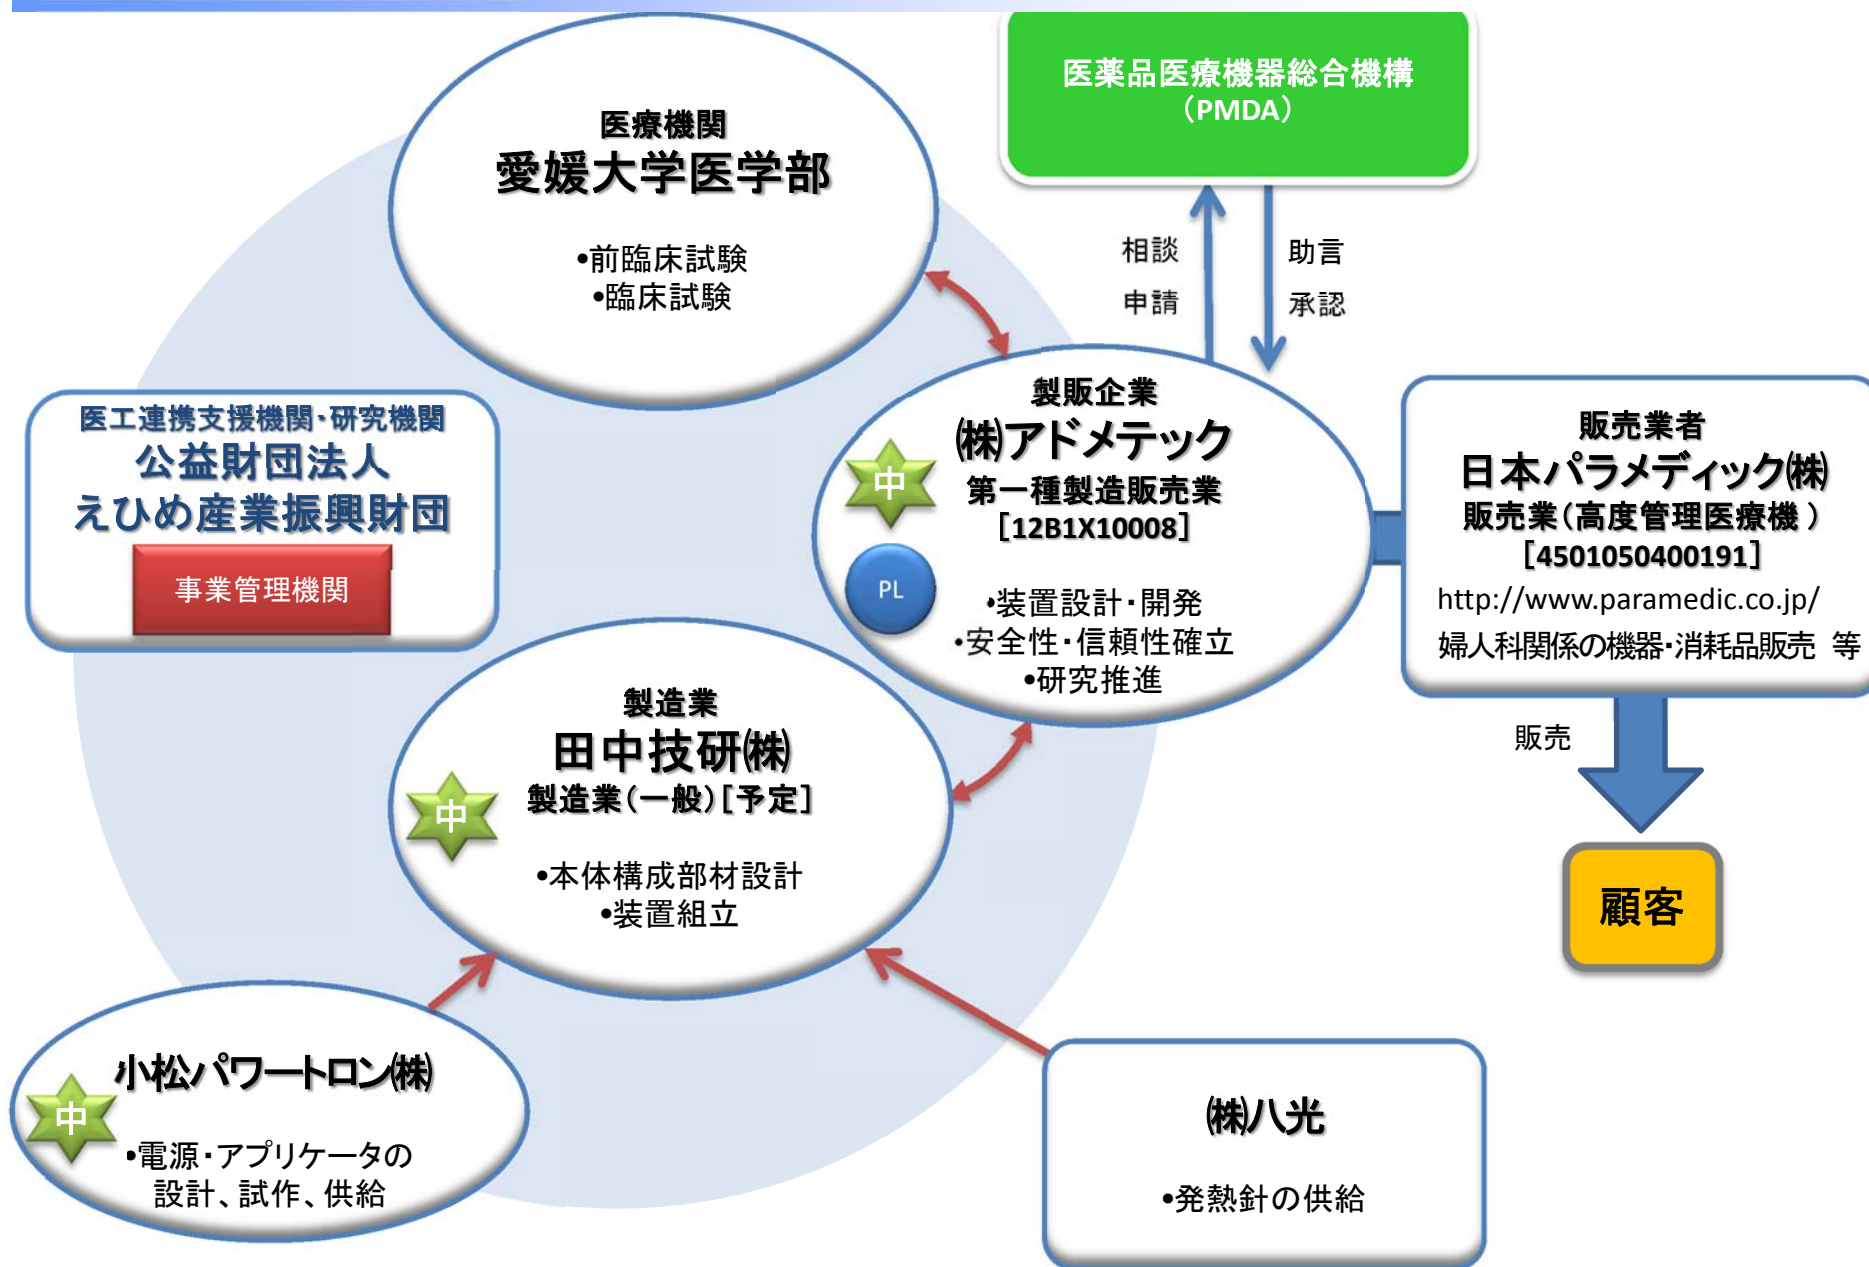 医療機関
愛媛大学医学部
•前臨床試験
•臨床試験
医薬品医療機器総合機構
（PMDA）
相談
申請
助言
承認
医工連携支援機関・研究機関
公益財団法人
えひめ産業振興財団
事業管理機関
製販企業
㈱アドメテック
第一種製造販売業
[12B1X10008]
中
PL
•装置設計・開発
•安全性・信頼性確立
•研究推進
販売業者
日本パラメディック㈱
販売業（高度管理医療機 ）
[4501050400191]
http://www.paramedic.co.jp/
婦人科関係の機器・消耗品販売 等
販売
顧客
製造業
田中技研㈱
製造業（一般）[予定]
中
•本体構成部材設計
•装置組立
小松パワートロン㈱
中
•電源・アプリケータの
設計、試作、供給
㈱八光
•発熱針の供給